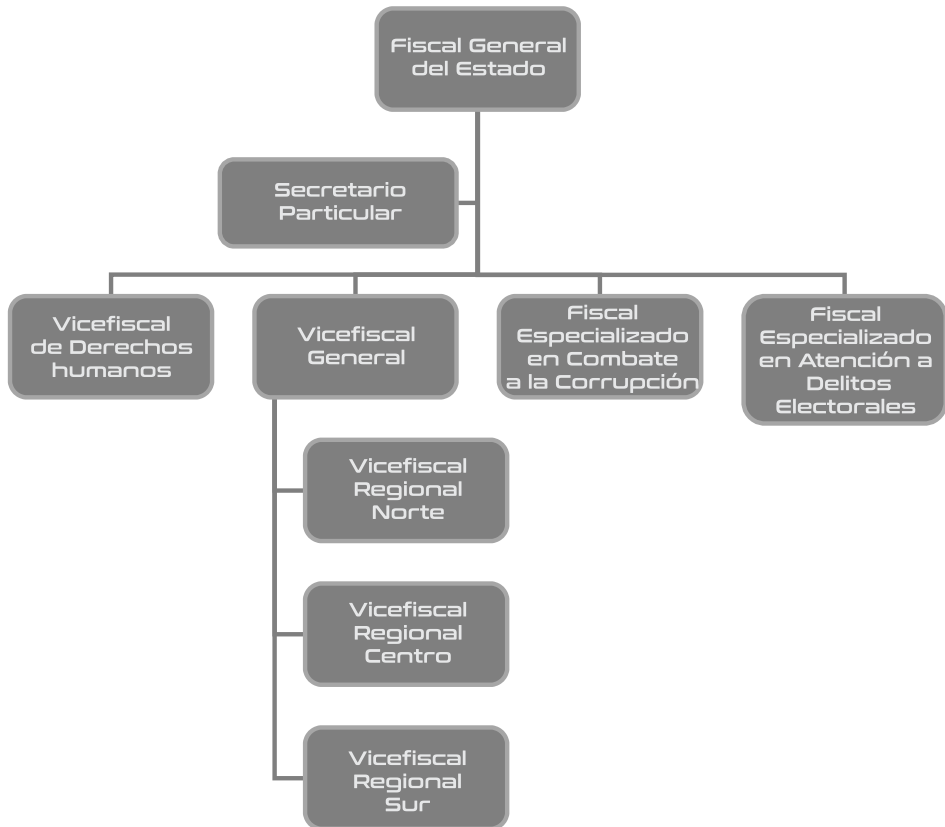 Fiscal General
del Estado
Secretario
Particular
Vicefiscal
de Derechos
humanos
Vicefiscal
General
Fiscal
Especializado
en Combate
a la Corrupción
Fiscal
Especializado
en Atención a
Delitos
Electorales
Vicefiscal
Regional
Norte
Vicefiscal
Regional
Centro
Vicefiscal
Regional
Sur